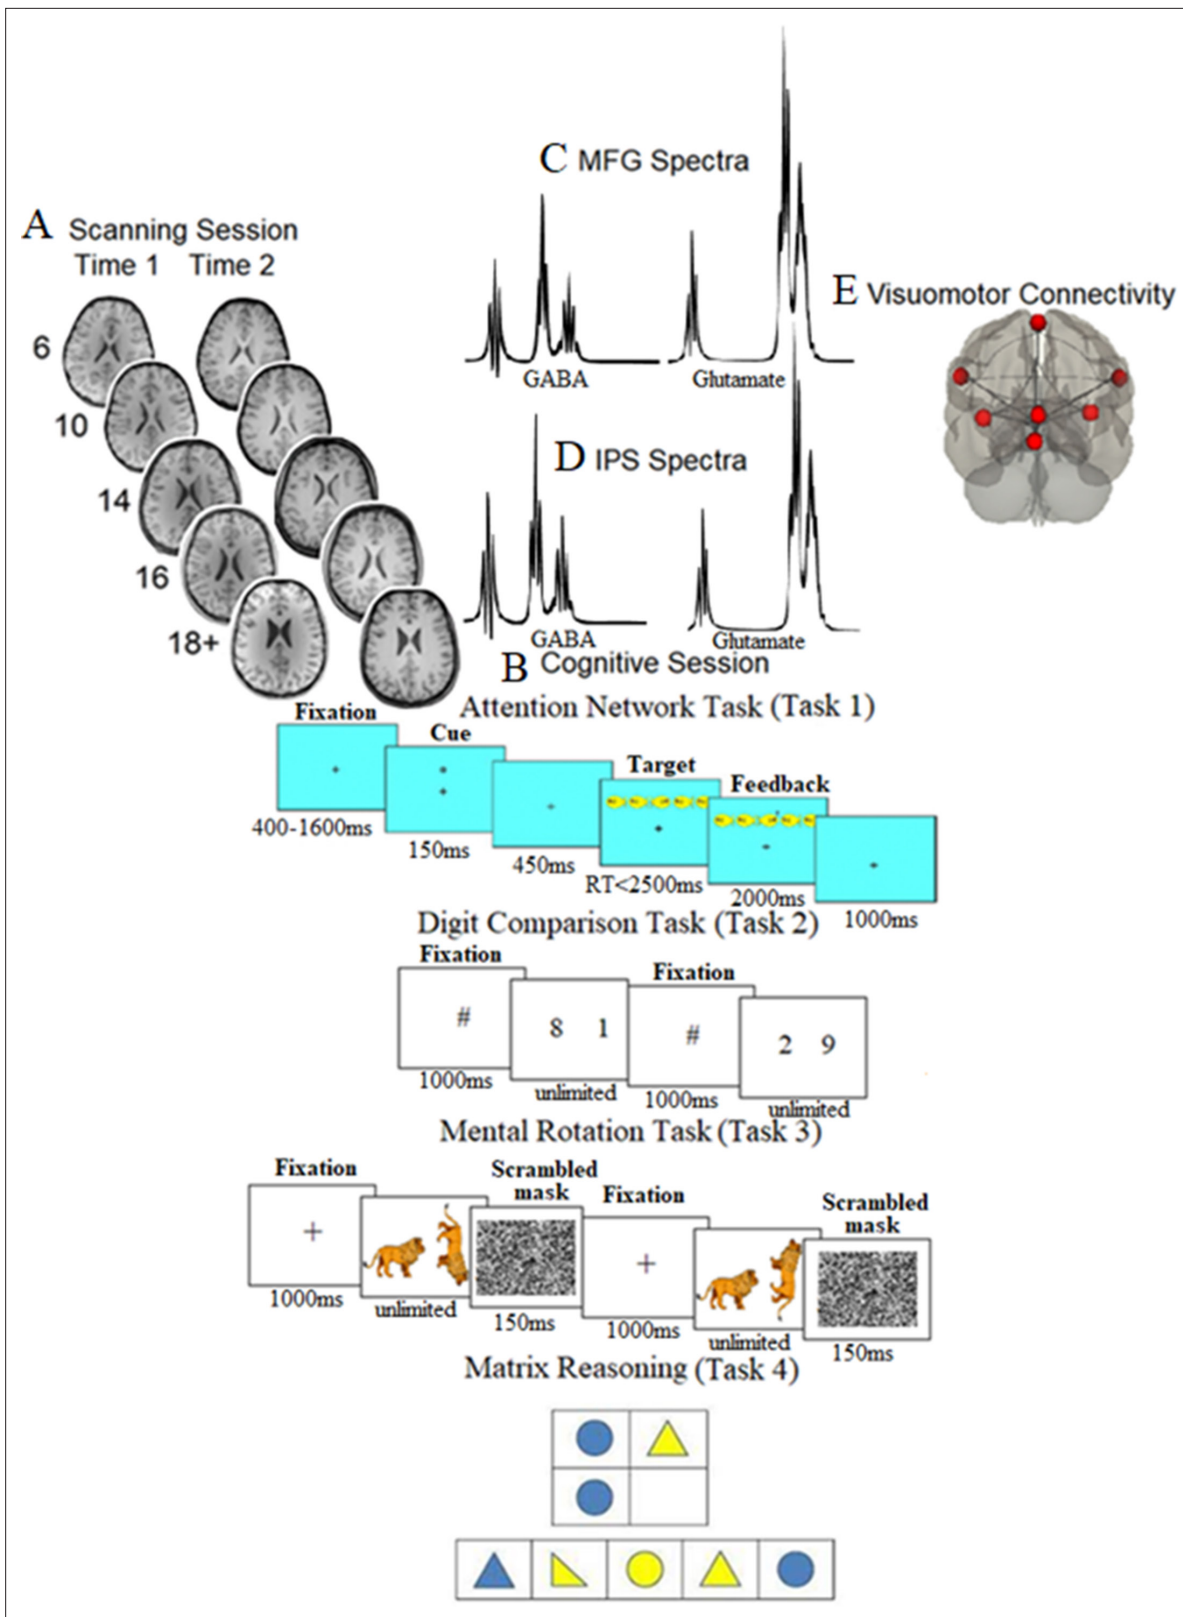 C MFG Spectra
A Scanning Session
Time 1 Time 2
E Visuomotor Connectivity
6
GABA
Glutamate
10
D IPS Spectra
14
16
18+
GABA
Glutamate
B Cognitive Session
Attention Network Task (Task 1)
Fixation
Cue
Target
Feedback
400-1600ms
150ms
450ms
RT<2500ms
2000ms
1000ms
Digit Comparison Task (Task 2)
Fixation
Fixation
#
8 1
#
2 9
1000ms
unlimited
1000ms
unlimited
Mental Rotation Task (Task 3)
Fixation
Scrambled
mask
Fixation
Scrambled
mask
+
+
1000ms
unlimited
150ms
1000ms
unlimited
150ms
Matrix Reasoning (Task 4)